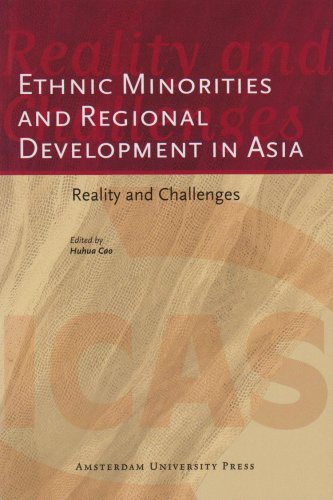 Reality and
Challenges
ETHNIC MINORITIES
AND REGIONAL
DEVELOPMENT IN ASIA
Reality and Challenges
Edited by
Huhua Cao
ICAS
AMSTERDAM UNIVERSITY PRESS